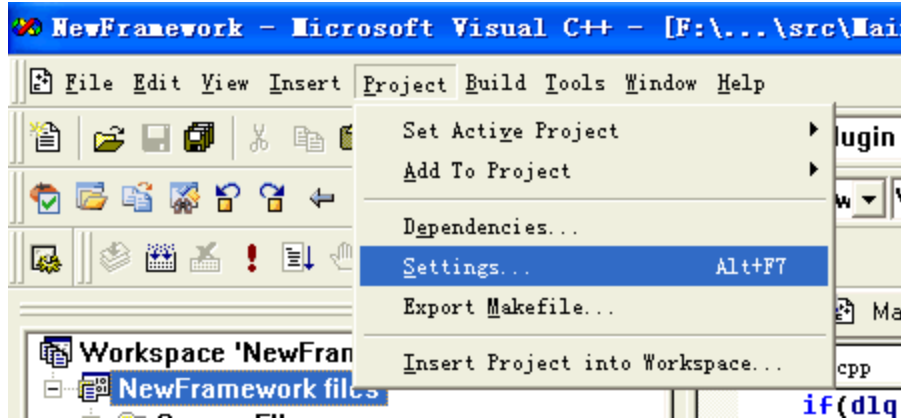 NewFramework - Microsoft Visual C++ - [F:\...\src\Mai
File Edit View Insert Project Build Tools Window Help
Set Active Project
lugin
Add To Project
w
Dependencies...
Settings... Alt+F7
Export Makefile...
Ma
Workspace 'NewFran
Insert Project into Workspace...
cpp
NewFramework files
if(dlg